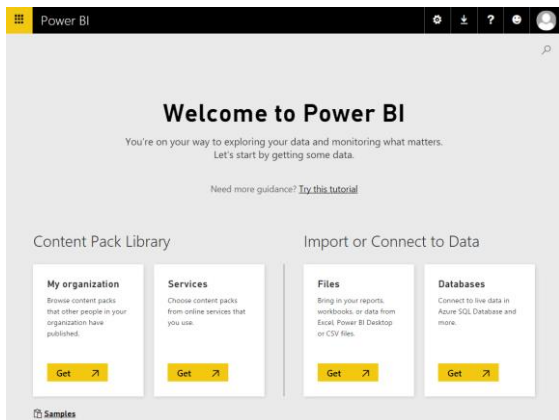 Power BI
?
Welcome to Power BI
You're on your way to exploring your data and monitoring what matters.
Let's start by getting some data.
Need more guidance? Try this tutorial
Content Pack Library
Import or Connect to Data
My organization
Browse content packs
that other people in your
organization have
published.
Get
Services
Choose content packs
from online services that
you use.
Get
Files
Bring in your reports,
workbooks, or data from
Excel, Power BI Desktop
or CSV files.
Get
Databases
Connect to live data in
Azure SQL Database and
more.
Get
Samples